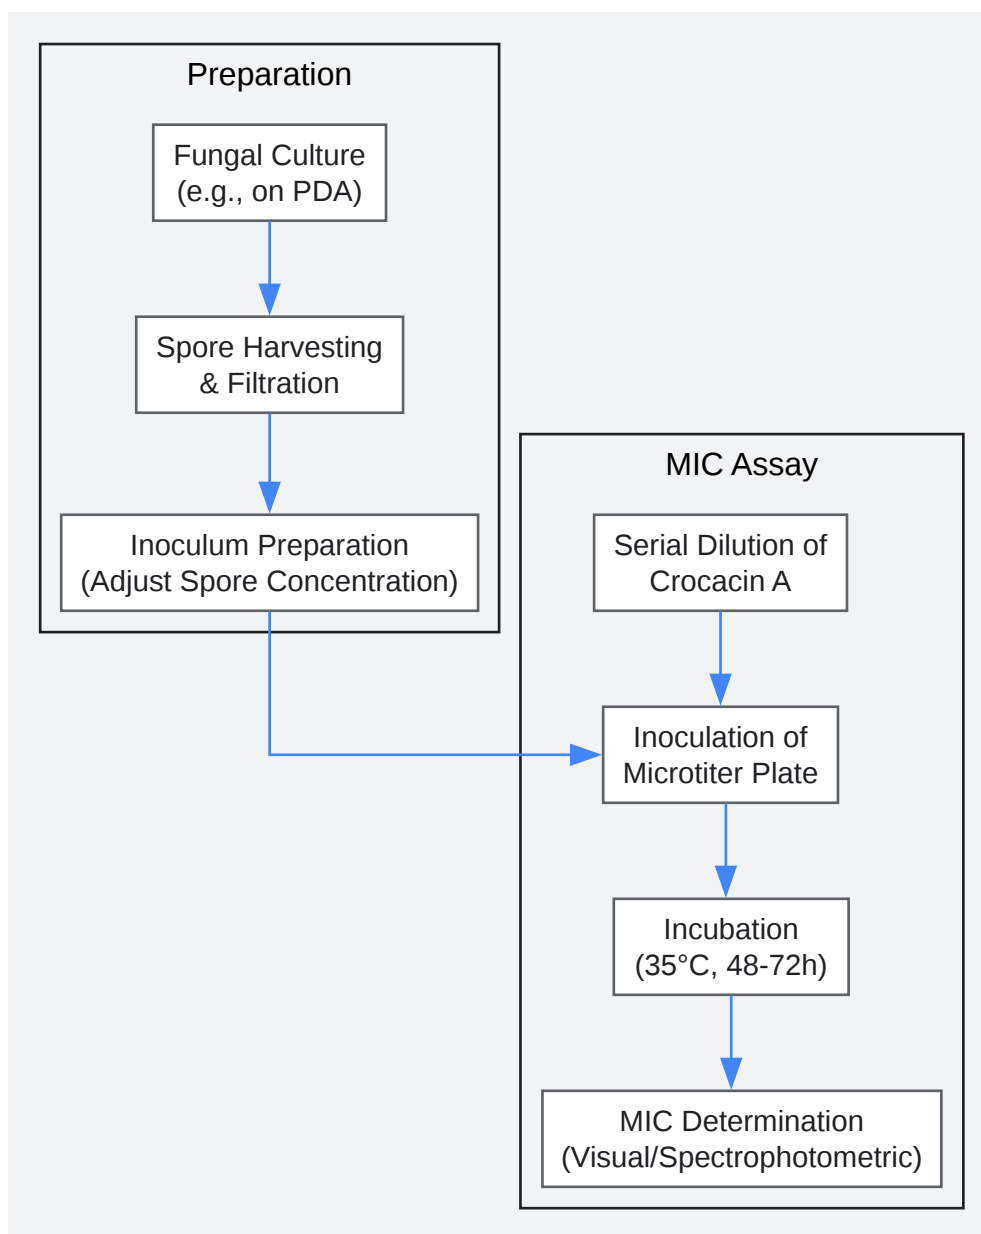 Preparation
Fungal Culture
(e.g., on PDA)
Spore Harvesting
& Filtration
Inoculum Preparation
(Adjust Spore Concentration)
MIC Assay
Serial Dilution of
Crocacin A
Inoculation of
Microtiter Plate
Incubation
(35°C, 48-72h)
MIC Determination
(Visual/Spectrophotometric)